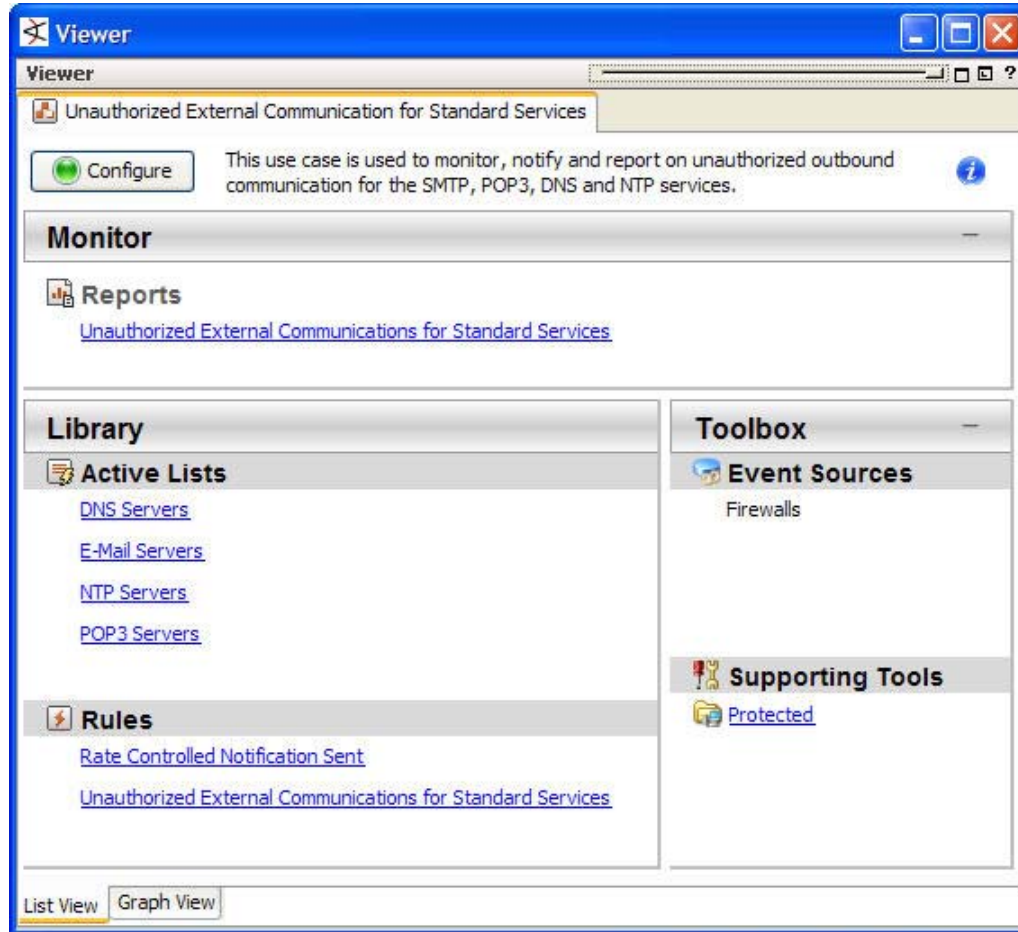 Viewer
Viewer
?
Unauthorized External Communication for Standard Services
Configure
This use case is used to monitor, notify and report on unauthorized outbound
communication for the SMTP, POP3, DNS and NTP services.
i
Monitor
Reports
Unauthorized External Communications for Standard Services
Library
Active Lists
DNS Servers
E-Mail Servers
NTP Servers
POP3 Servers
Rules
Rate Controlled Notification Sent
Unauthorized External Communications for Standard Services
Toolbox
Event Sources
Firewalls
Supporting Tools
Protected
List View
Graph View